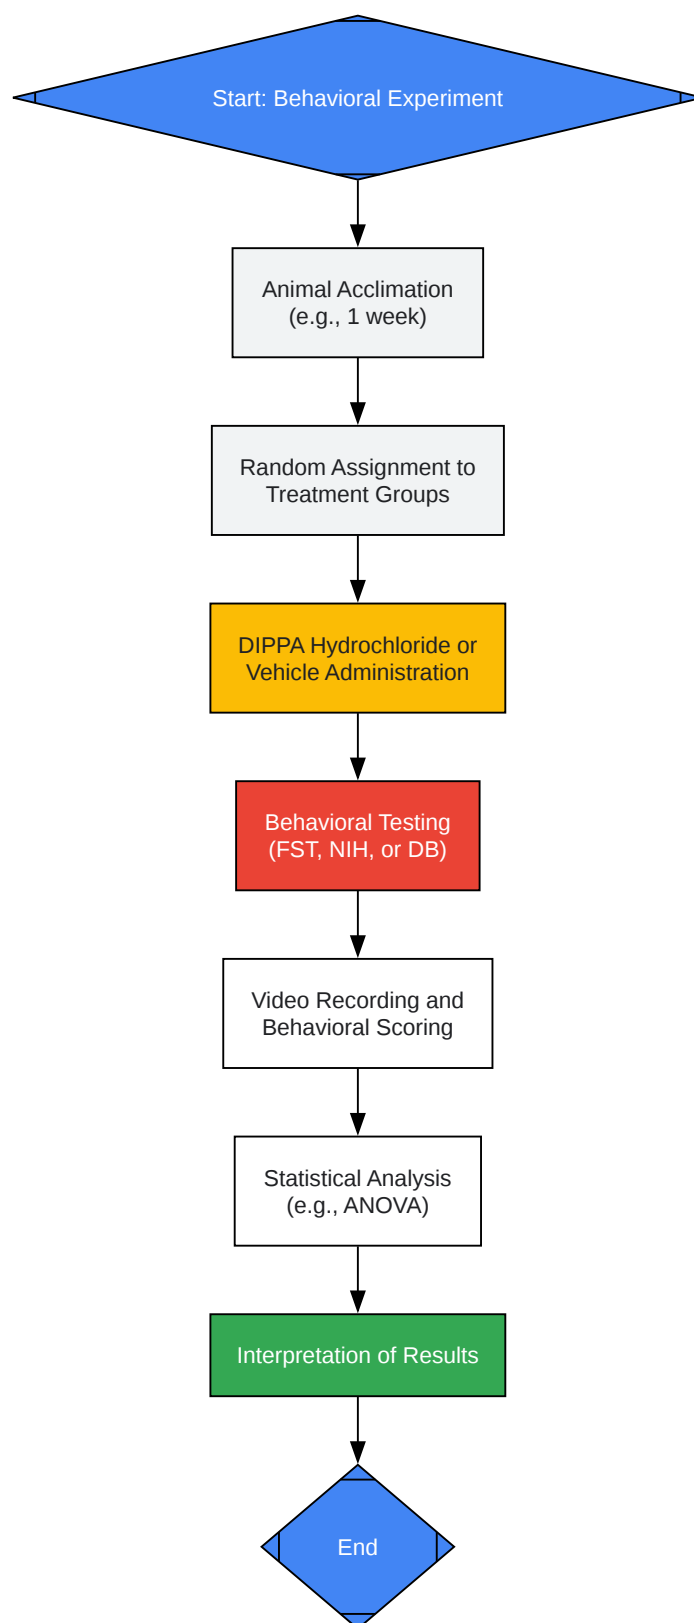 Start: Behavioral Experiment
Animal Acclimation
(e.g., 1 week)
Random Assignment to
Treatment Groups
DIPPA Hydrochloride or
Vehicle Administration
Behavioral Testing
(FST, NIH, or DB)
Video Recording and
Behavioral Scoring
Statistical Analysis
(e.g., ANOVA)
Interpretation of Results
End